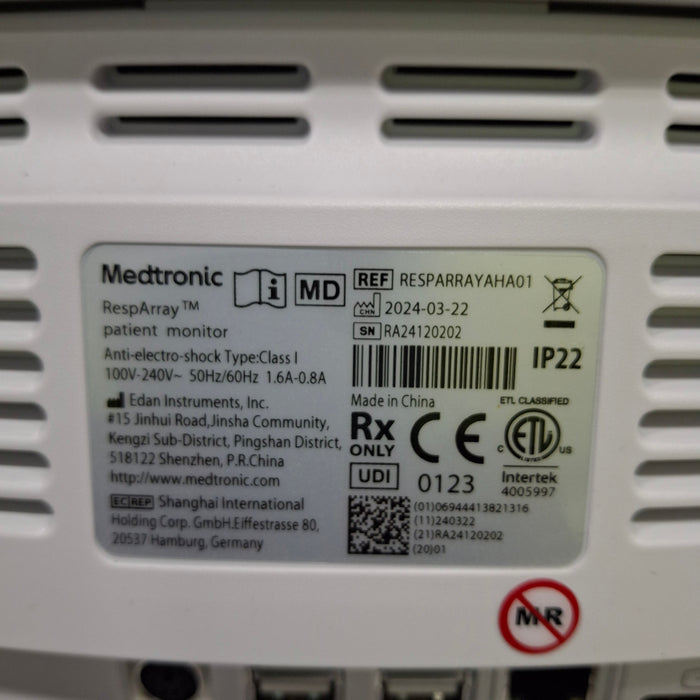 Medtronic
RespArray™
patient monitor
Anti-electro-shock Type:Class I
100V-240V~ 50Hz/60Hz 1.6A-0.8A
Edan Instruments, Inc.
#15 Jinhui Road,Jinsha Community,
Kengzi Sub-District, Pingshan District,
518122 Shenzhen, P.R.China
http://www.medtronic.com
EC REP Shanghai International
Holding Corp. GmbH.Eiffestrasse 80,
20537 Hamburg, Germany
MD
REF RESPARRAYAHA01
CHN 2024-03-22
SN RA24120202
IP22
Made in China
Rx
ONLY
CE
0123
UDI
ETL CLASSIFIED
C ETL US
LISTED
Intertek
4005997
(01)06944413821316
(11)240322
(21)RA24120202
(20)01
MR